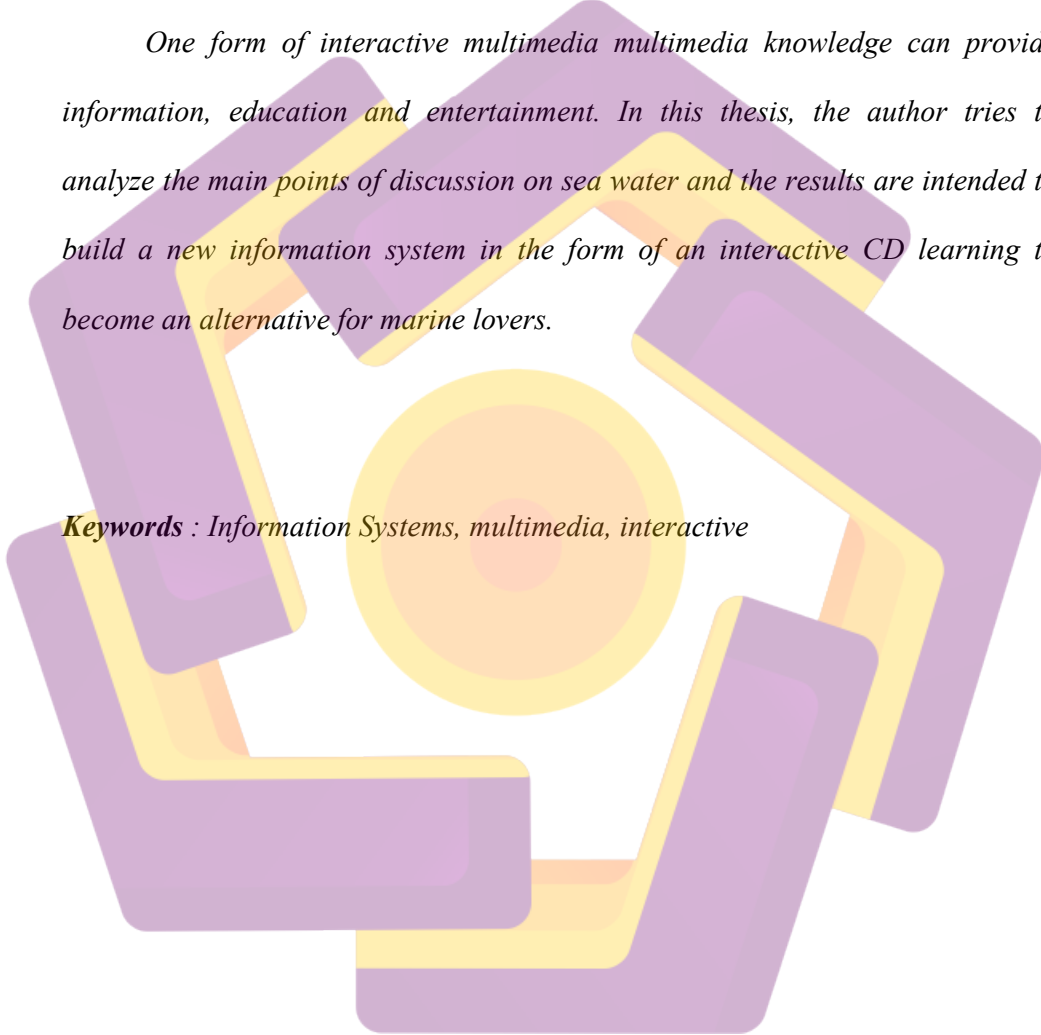 One form of interactive multimedia multimedia knowledge can provid
information, education and entertainment. In this thesis, the author tries t
analyze the main points of discussion on sea water and the results are intended t
build a new information system in the form of an interactive CD learning t
become an alternative for marine lovers.
Keywords : Information Systems, multimedia, interactive